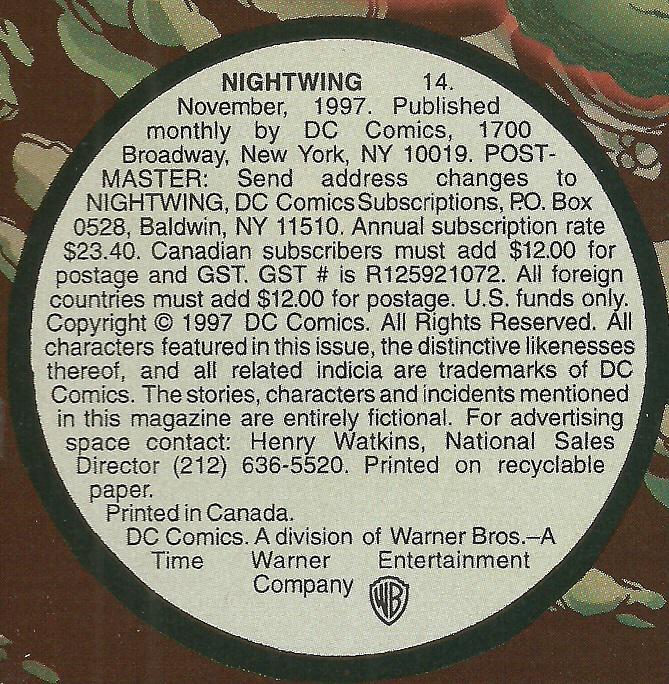 NIGHTWING 14.
November, 1997. Published
monthly by DC Comics, 1700
Broadway, New York, NY 10019. POST-
MASTER: Send address changes to
NIGHTWING, DC Comics Subscriptions, P.O. Box
0528, Baldwin, NY 11510. Annual subscription rate
$23.40. Canadian subscribers must add $12.00 for
postage and GST. GST # is R125921072. All foreign
countries must add $12.00 for postage. U.S. funds only.
Copyright © 1997 DC Comics. All Rights Reserved. All
characters featured in this issue, the distinctive likenesses
thereof, and all related indicia are trademarks of DC
Comics. The stories, characters and incidents mentioned
in this magazine are entirely fictional. For advertising
space contact: Henry Watkins, National Sales
Director (212) 636-5520. Printed on recyclable
paper.
Printed in Canada.
DC Comics. A division of Warner Bros.–A
Time Warner Entertainment
Company WB